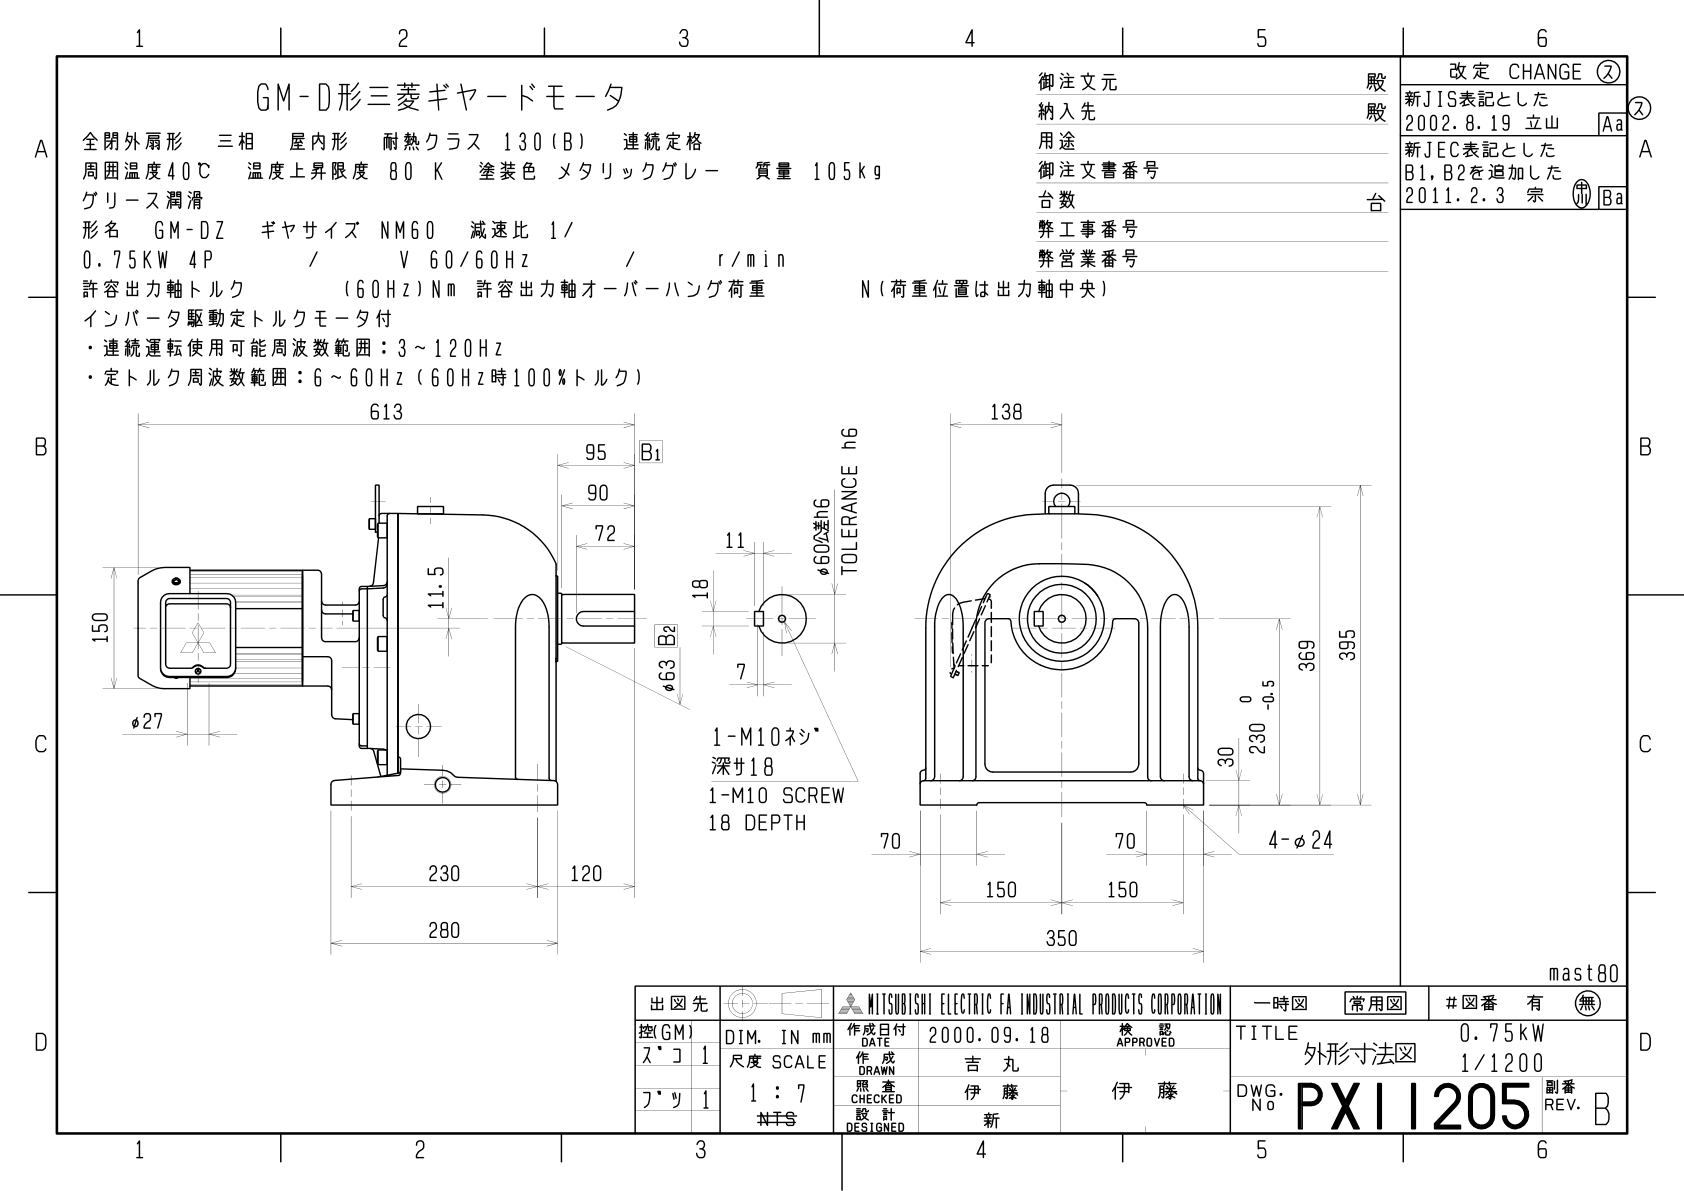 1 2 3 4 5 6
A A
B B
C C
D D
GM-D形三菱ギヤードモータ
全閉外扇形 三相 屋内形 耐熱クラス 130(B) 連続定格
周囲温度40℃ 温度上昇限度 80 K 塗装色 メタリックグレー 質量 105kg
グリース潤滑
形名 GM-DZ ギヤサイズ NM60 減速比 1/
0.75KW 4P / V 60/60Hz / r/min
許容出力軸トルク (60Hz)Nm 許容出力軸オーバーハング荷重 N(荷重位置は出力軸中央)
インバータ駆動定トルクモータ付
・連続運転使用可能周波数範囲：3~120Hz
・定トルク周波数範囲：6~60Hz(60Hz時100%トルク)
御注文元 殿
納入先 殿
用途
御注文書番号
台数 台
弊工事番号
弊営業番号
改定 CHANGE ス
新JIS表記とした
2002.8.19 立山 Aa
ス
新JEC表記とした
B1,B2を追加した
2011.2.3 宗 中川 Ba
613
95 B1
90
72
11.5
150
φ27
φ63 B2
230
120
280
11
18
7
φ60公差h6
TOLERANCE h6
1-M10ネジ
深サ18
1-M10 SCREW
18 DEPTH
138
395
369
230 0 -0.5
30
4-φ24
70
70
150
150
350
mast80
出図先
控(GM)
ズコ 1
ブツ 1
DIM. IN mm
尺度 SCALE
1 : 7
NTS
MITSUBISHI ELECTRIC FA INDUSTRIAL PRODUCTS CORPORATION
作成日付 DATE 2000.09.18
検認 APPROVED
作成 DRAWN 吉丸
照査 CHECKED 伊藤
伊藤
設計 DESIGNED 新
一時図 常用図 #図番 有 無
TITLE
外形寸法図
0.75kW
1/1200
DWG. No PX11205
副番 REV. B
1 2 3 4 5 6